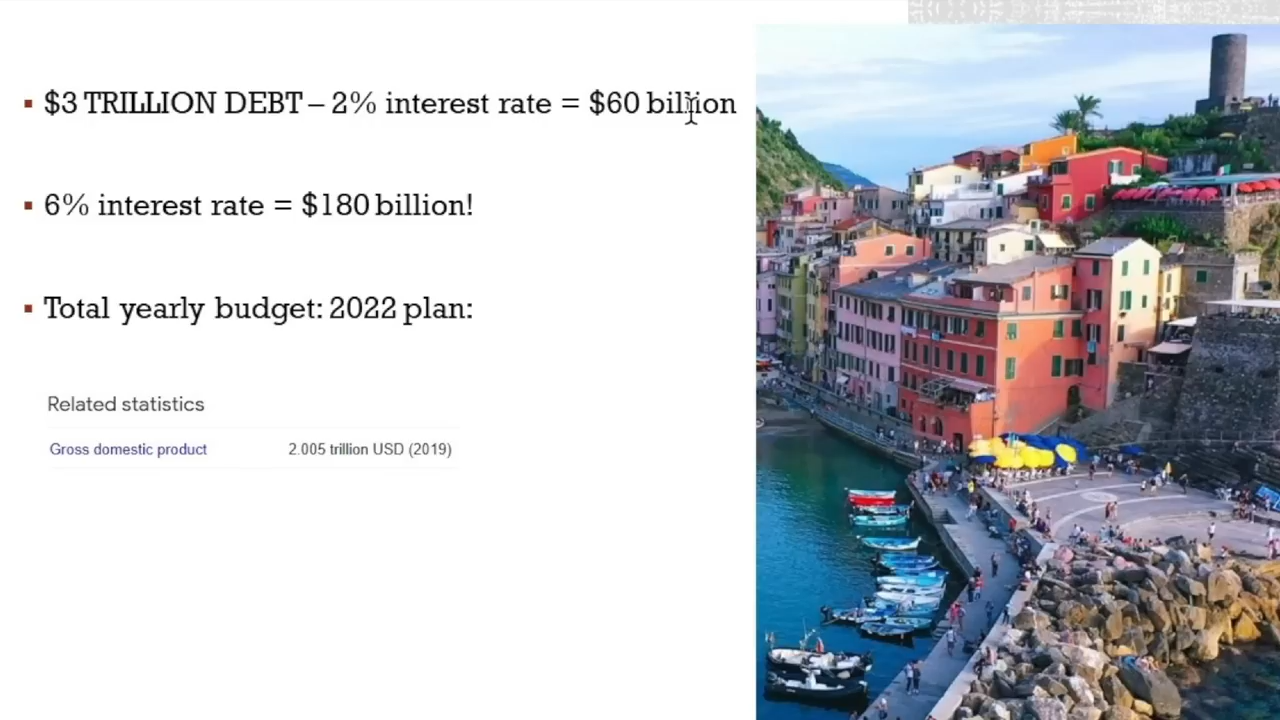 $3 TRILLION DEBT – 2% interest rate = $60 billion
6% interest rate = $180 billion!
Total yearly budget: 2022 plan:
Related statistics
Gross domestic product 2.005 trillion USD (2019)